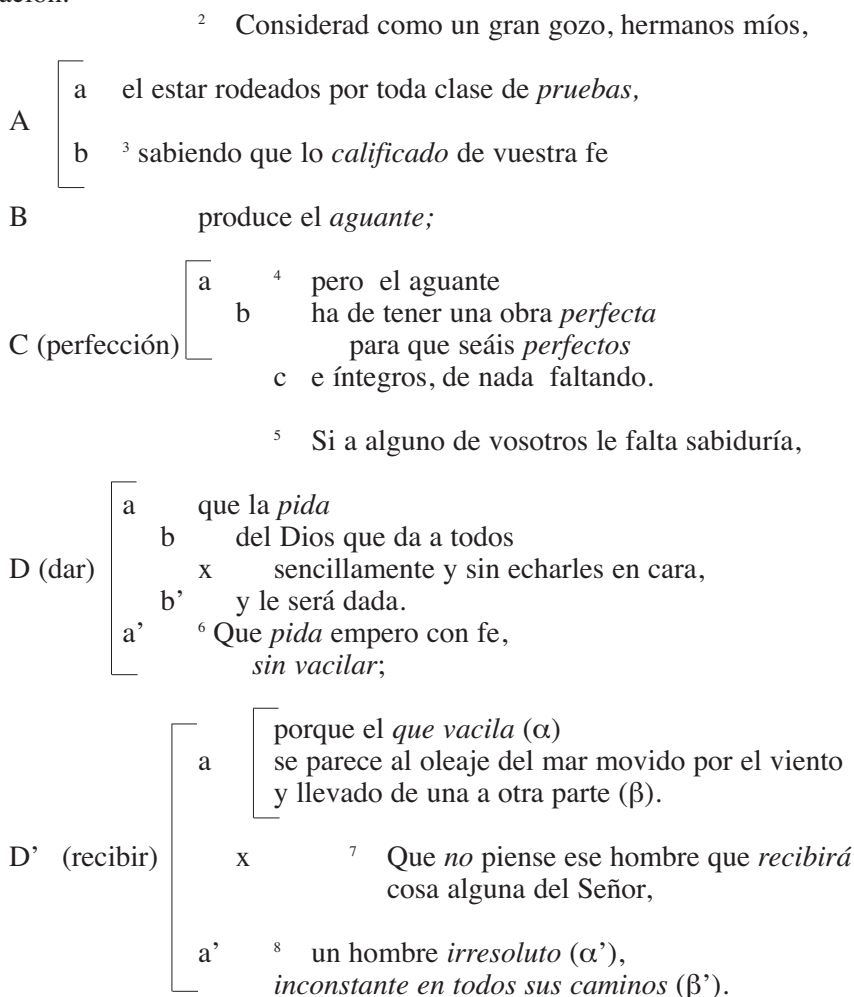 ación.
² Considerad como un gran gozo, hermanos míos,
a el estar rodeados por toda clase de pruebas,
A
b ³ sabiendo que lo calificado de vuestra fe
B produce el aguante;
a ⁴ pero el aguante
b ha de tener una obra perfecta
C (perfección) para que seáis perfectos
c e íntegros, de nada faltando.
⁵ Si a alguno de vosotros le falta sabiduría,
a que la pida
b del Dios que da a todos
D (dar) x sencillamente y sin echarles en cara,
b’ y le será dada.
a’ ⁶ Que pida empero con fe,
sin vacilar;
porque el que vacila (α)
a se parece al oleaje del mar movido por el viento
y llevado de una a otra parte (β).
D’ (recibir) x ⁷ Que no piense ese hombre que recibirá
cosa alguna del Señor,
a’ ⁸ un hombre irresoluto (α’),
inconstante en todos sus caminos (β’).